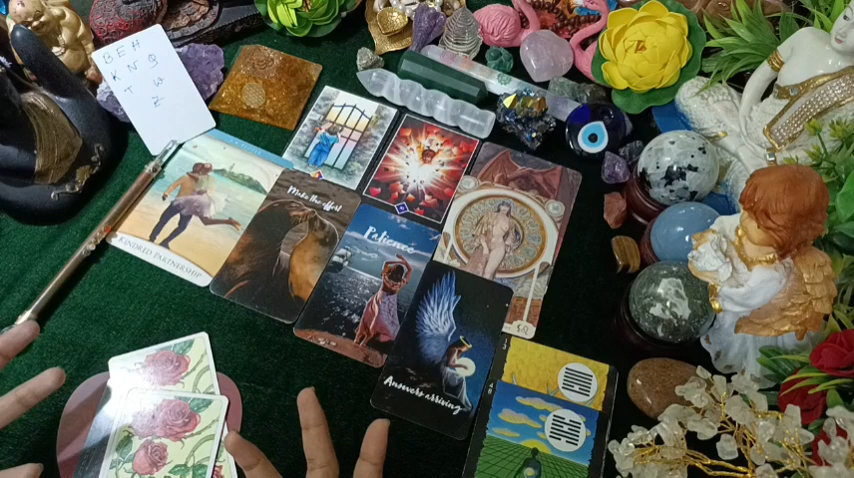 B E H
K N Q
T W
Z
KINDRED PARTNERSHIP
Make the effort
Patience
Answers arriving